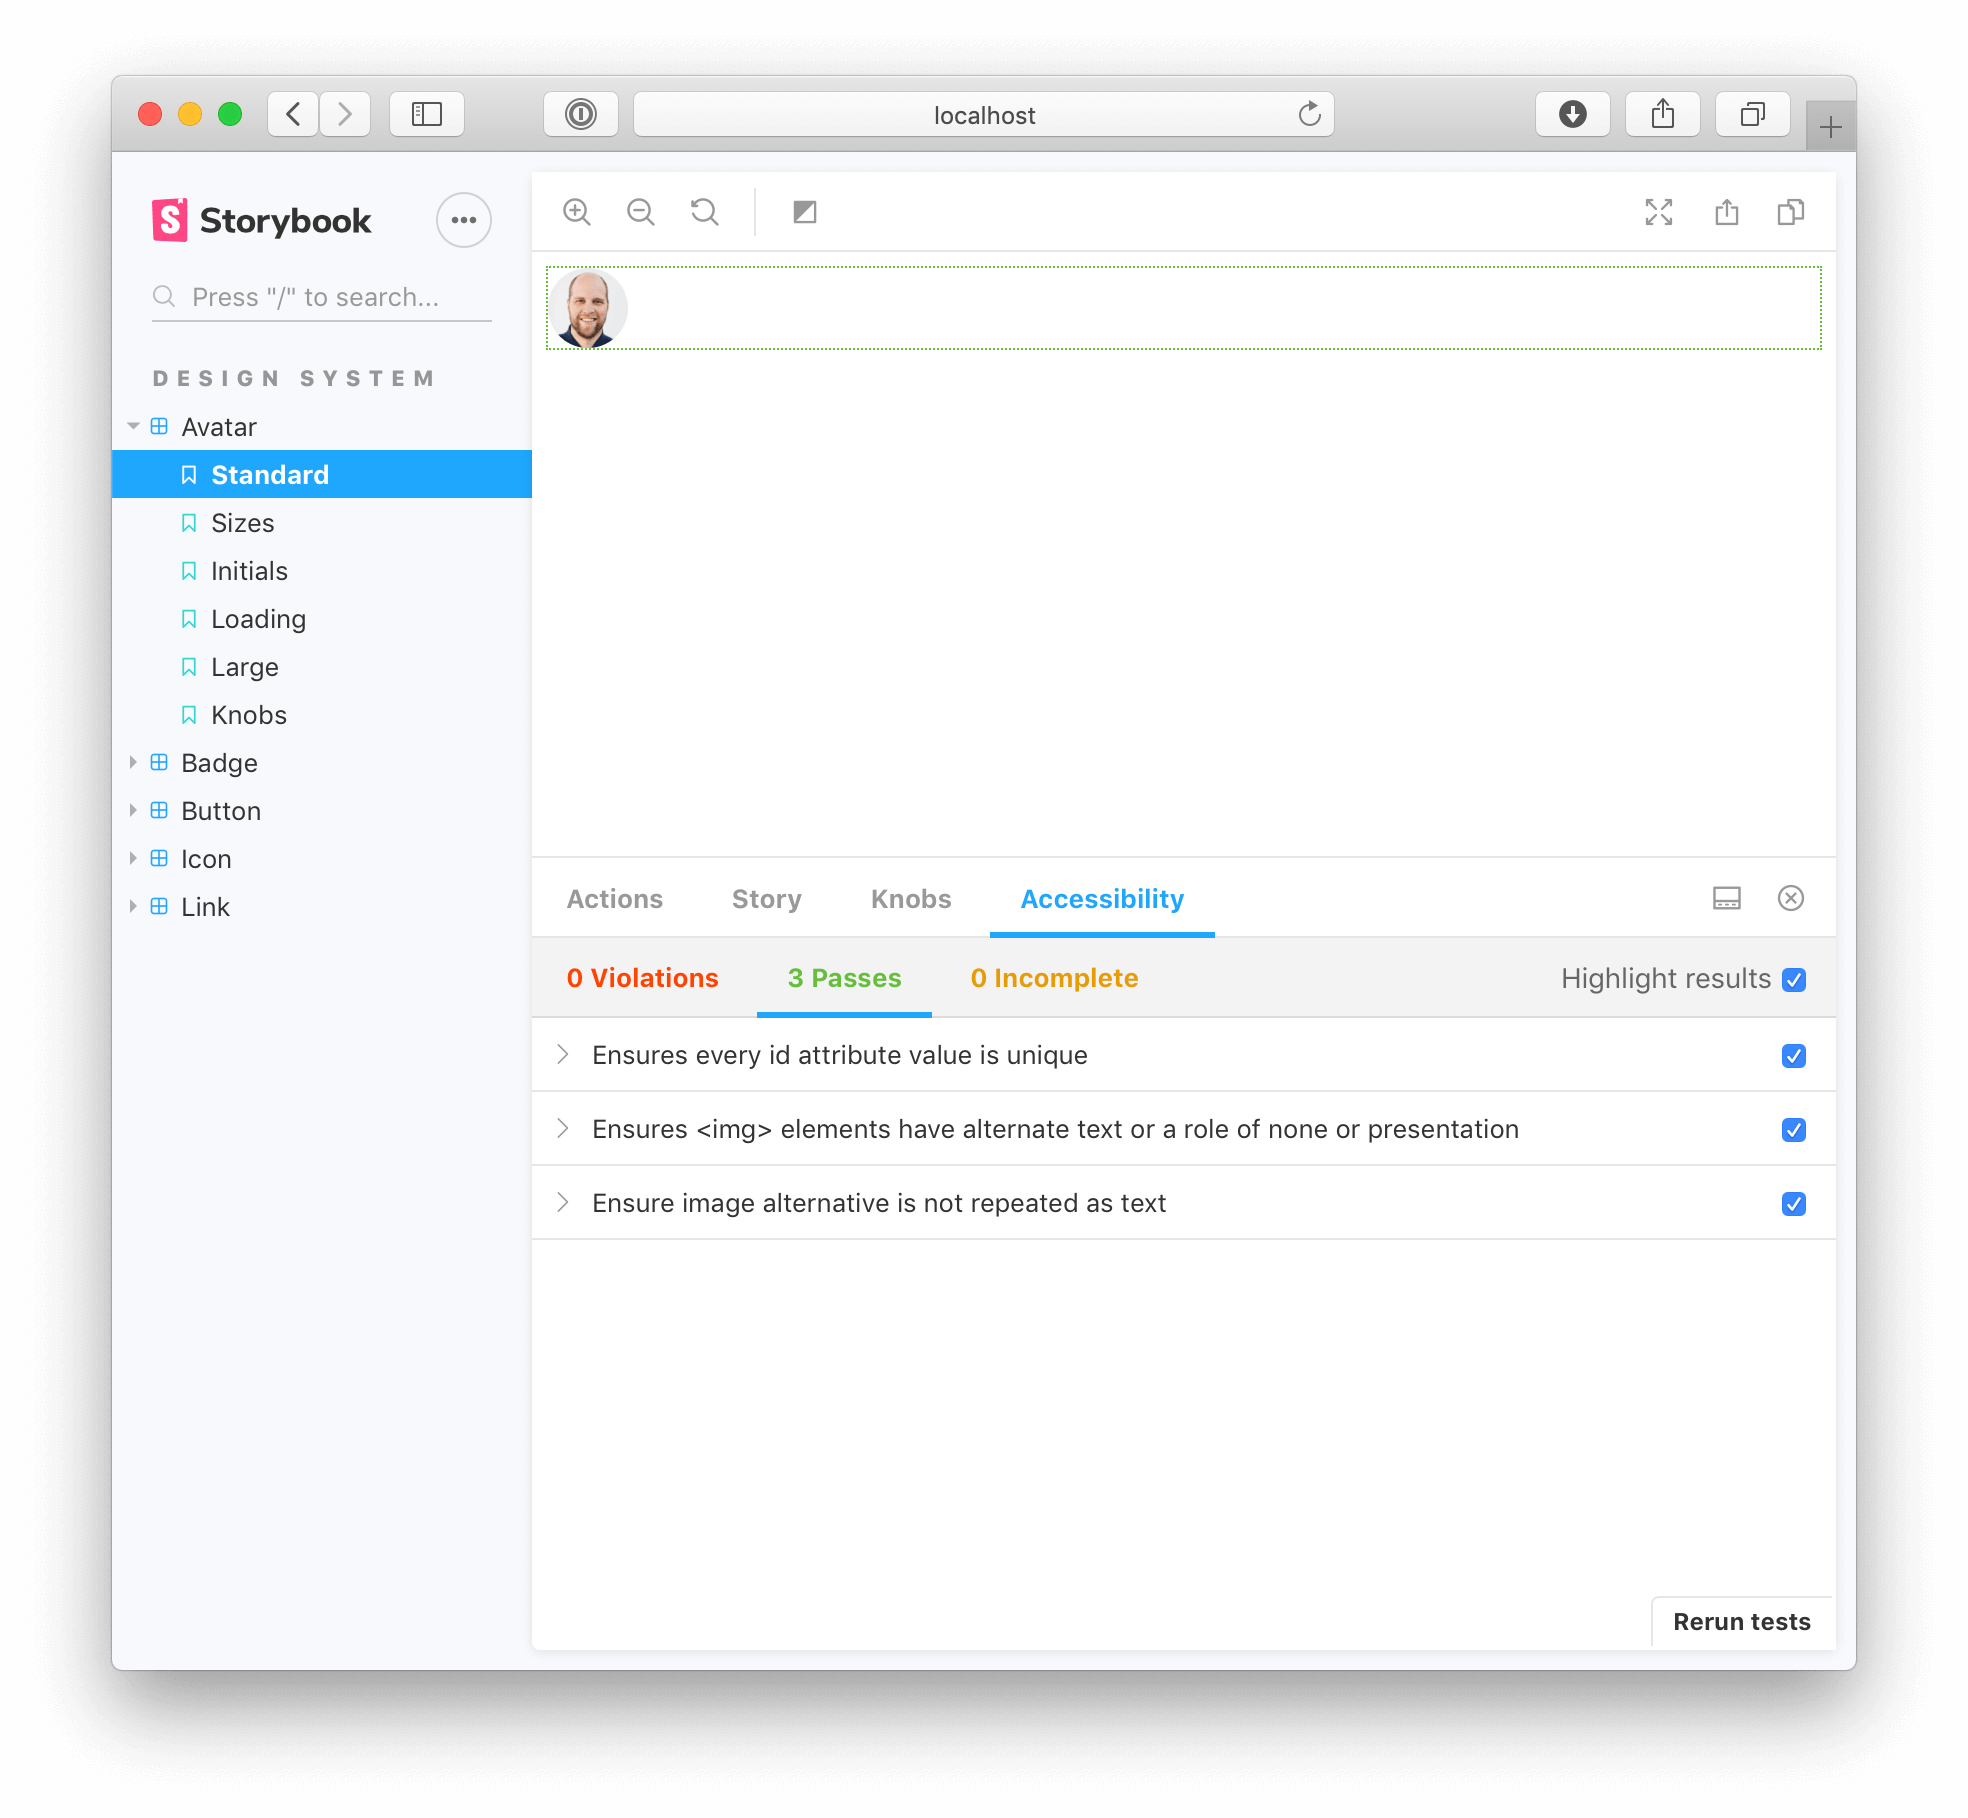 localhost
Storybook
Press "/" to search...
DESIGN SYSTEM
Avatar
Standard
Sizes
Initials
Loading
Large
Knobs
Badge
Button
Icon
Link
Actions Story Knobs Accessibility
0 Violations 3 Passes 0 Incomplete Highlight results
Ensures every id attribute value is unique
Ensures <img> elements have alternate text or a role of none or presentation
Ensure image alternative is not repeated as text
Rerun tests